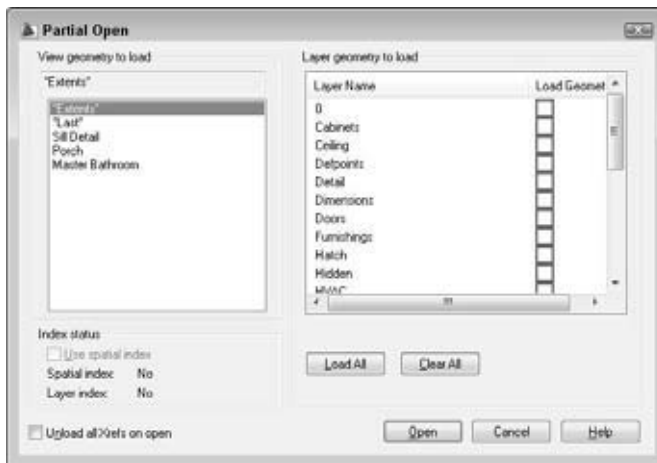 Partial Open
View geometry to load
"Extents"
"Extents"
"Last"
Sill Detail
Porch
Master Bathroom
Index status
Use spatial index
Spatial index: No
Layer index: No
Unload all Xrefs on open
Layer geometry to load
Layer Name Load Geomet
0
Cabinets
Ceiling
Defpoints
Detail
Dimensions
Doors
Furnishings
Hatch
Hidden
HVAC
Load All Clear All
Open Cancel Help